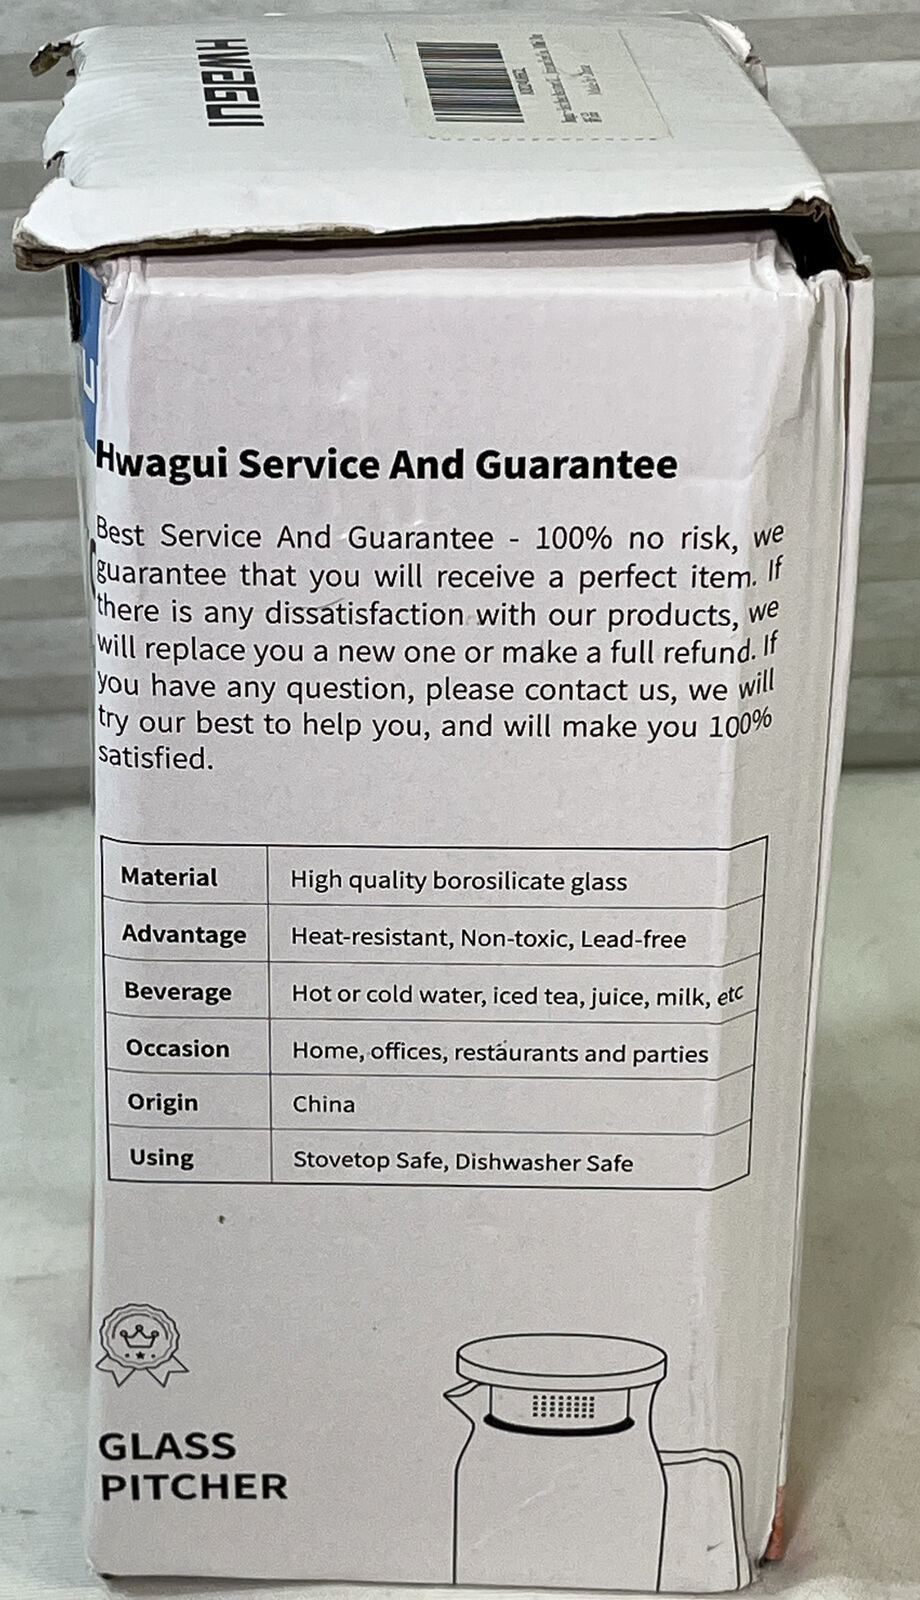 HWAGUI
Made in China
Hwagui Service And Guarantee
Best Service And Guarantee - 100% no risk, we
guarantee that you will receive a perfect item. If
there is any dissatisfaction with our products, we
will replace you a new one or make a full refund. If
you have any question, please contact us, we will
try our best to help you, and will make you 100%
satisfied.
Material High quality borosilicate glass
Advantage Heat-resistant, Non-toxic, Lead-free
Beverage Hot or cold water, iced tea, juice, milk, etc
Occasion Home, offices, restaurants and parties
Origin China
Using Stovetop Safe, Dishwasher Safe
GLASS
PITCHER